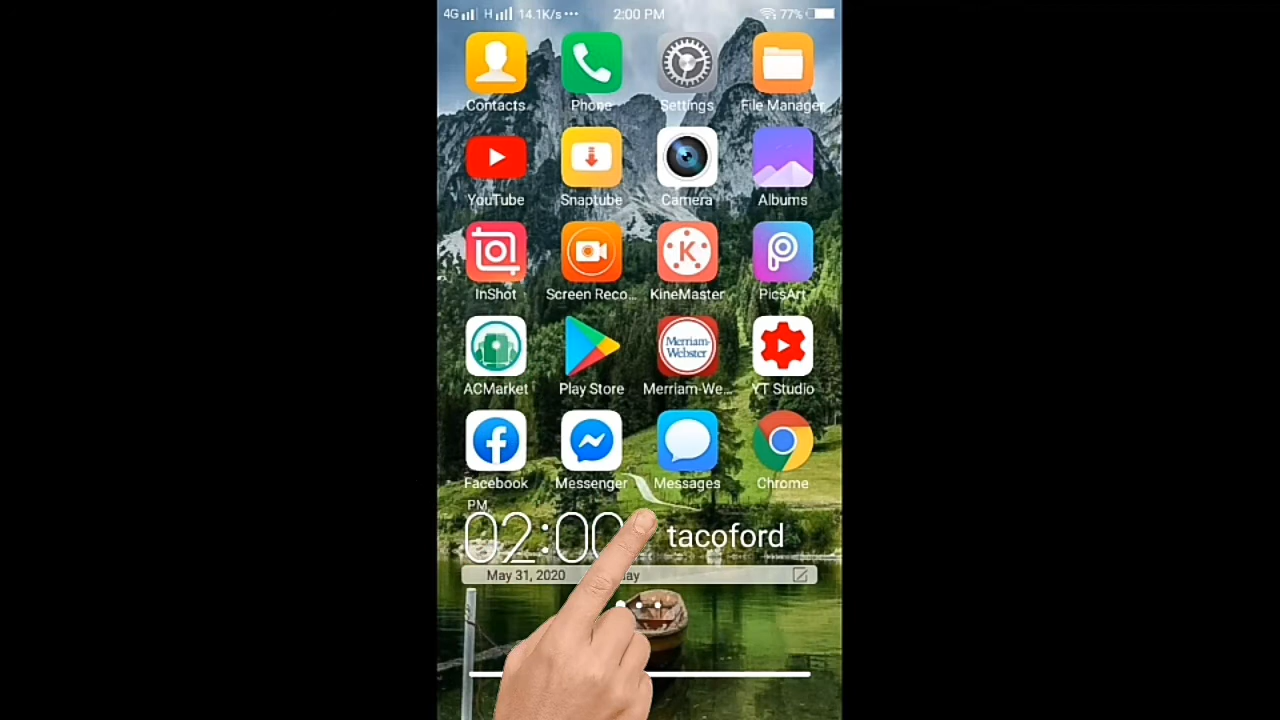 4G H 14.1K/s ••• 2:00 PM 77%
Contacts Phone Settings File Manager
YouTube Snaptube Camera Albums
InShot Screen Reco... KineMaster PicsArt
Merriam-
Webster
ACMarket Play Store Merriam-We... YT Studio
Facebook Messenger Messages Chrome
PM
02:00 tacoford
May 31, 2020